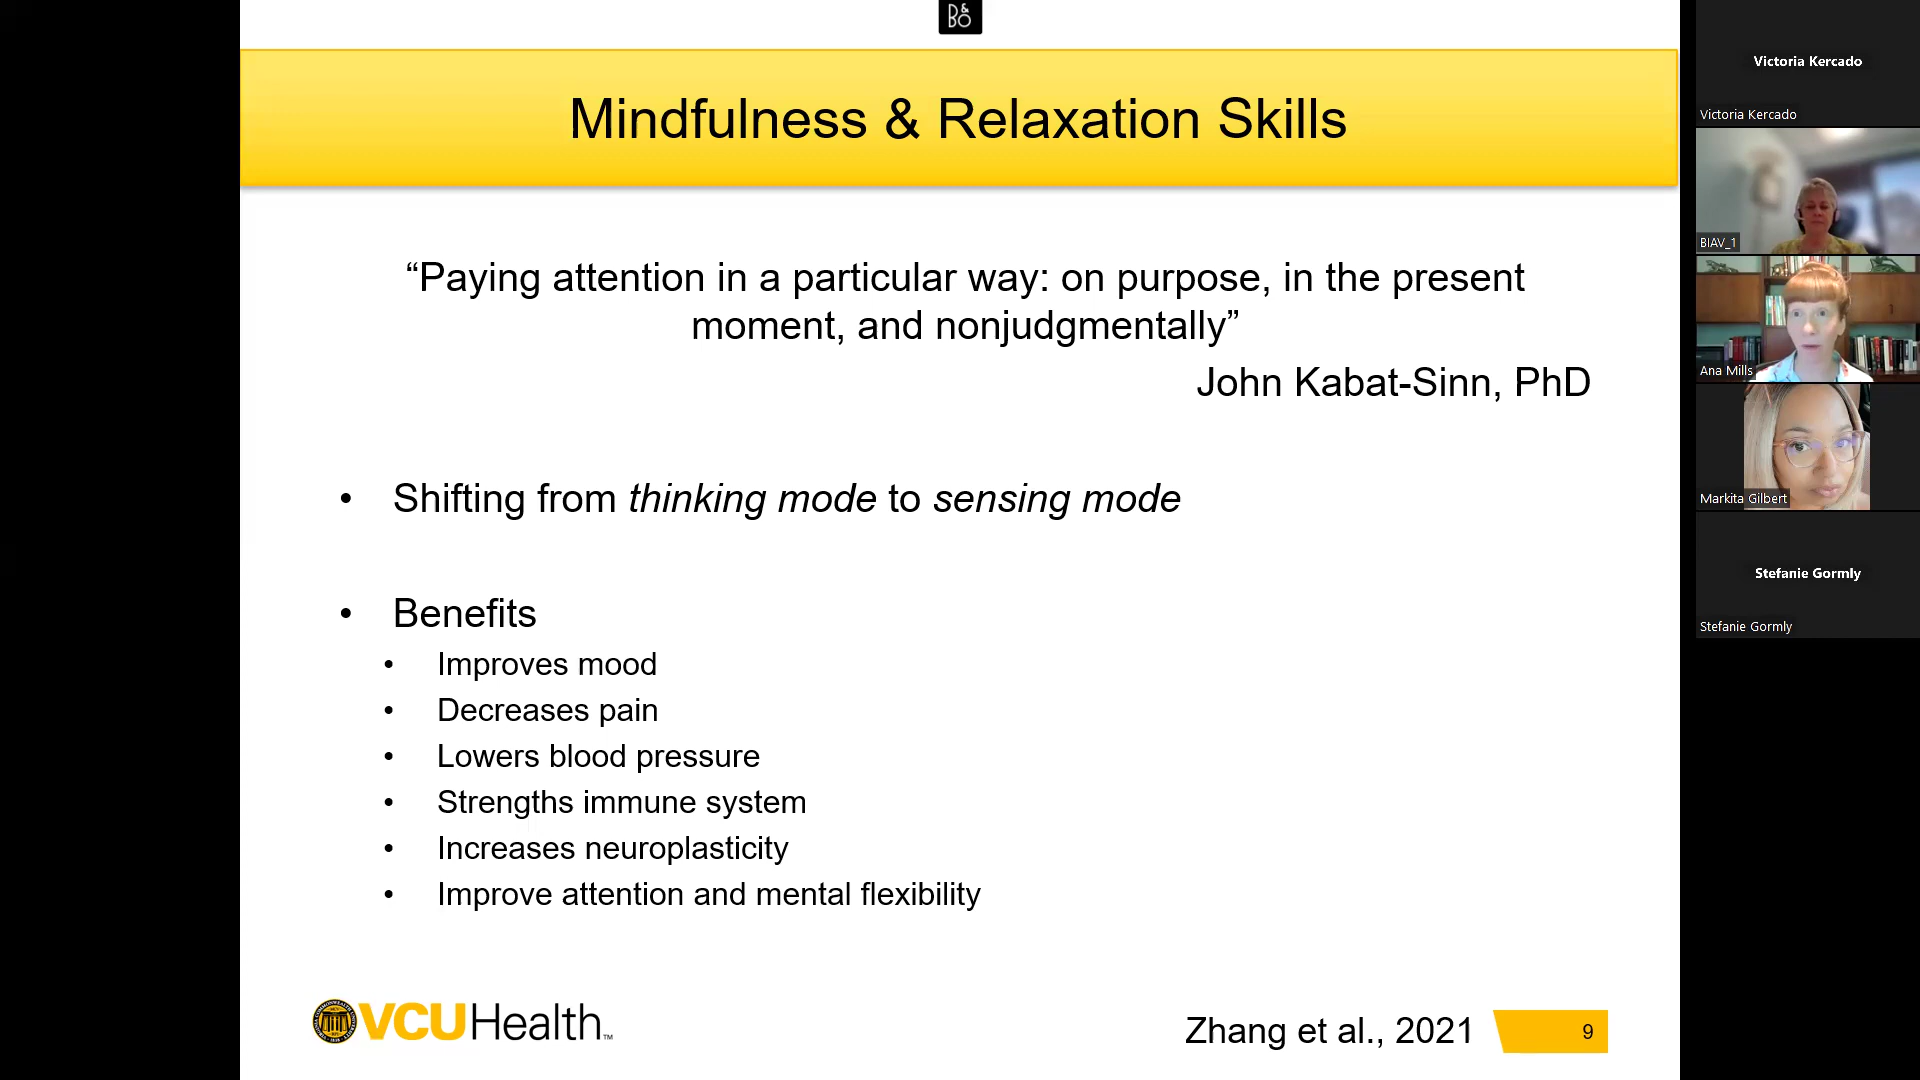 B&O
Mindfulness & Relaxation Skills
“Paying attention in a particular way: on purpose, in the present
moment, and nonjudgmentally”
John Kabat-Sinn, PhD
• Shifting from thinking mode to sensing mode
• Benefits
• Improves mood
• Decreases pain
• Lowers blood pressure
• Strengths immune system
• Increases neuroplasticity
• Improve attention and mental flexibility
VCUHealth™
Zhang et al., 2021
9
Victoria Kercado
Victoria Kercado
BIAV_1
Ana Mills
Markita Gilbert
Stefanie Gormly
Stefanie Gormly